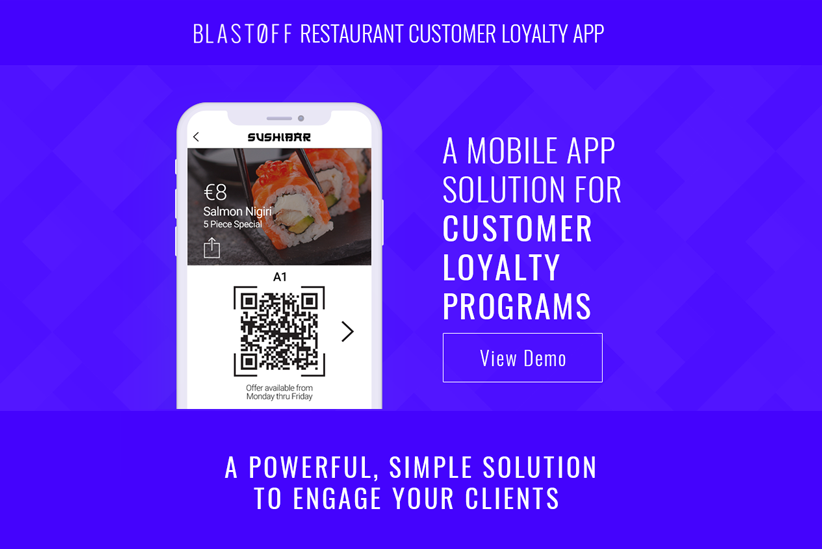 BLASTØFF RESTAURANT CUSTOMER LOYALTY APP
SUSHIBAR
€8
Salmon Nigiri
5 Piece Special
A1
Offer available from
Monday thru Friday
A MOBILE APP
SOLUTION FOR
CUSTOMER
LOYALTY
PROGRAMS
View Demo
A POWERFUL, SIMPLE SOLUTION
TO ENGAGE YOUR CLIENTS